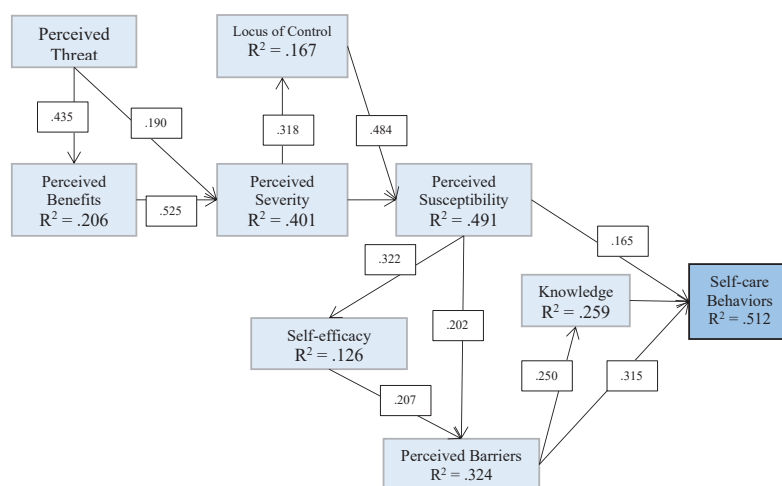 Perceived
Threat
Locus of Control
R² = .167
.435
.190
.318
.484
Perceived
Benefits
R² = .206
.525
Perceived
Severity
R² = .401
Perceived
Susceptibility
R² = .491
.165
.322
.202
Knowledge
R² = .259
Self-care
Behaviors
R² = .512
Self-efficacy
R² = .126
.207
.250
.315
Perceived Barriers
R² = .324